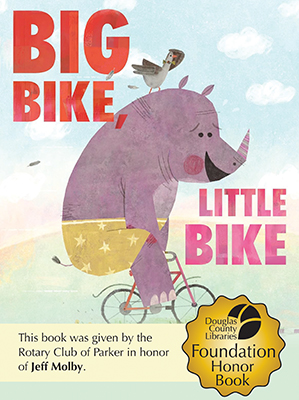 BIG
BIKE,
LITTLE
BIKE
This book was given by the
Rotary Club of Parker in honor
of Jeff Molby.
Douglas
County
Libraries
Foundation
Honor
Book